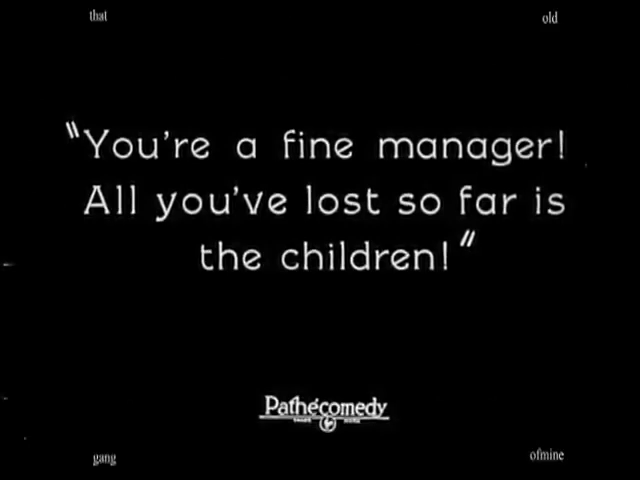 that old
"You're a fine manager!
All you've lost so far is
the children!"
Pathécomedy
gang ofmine